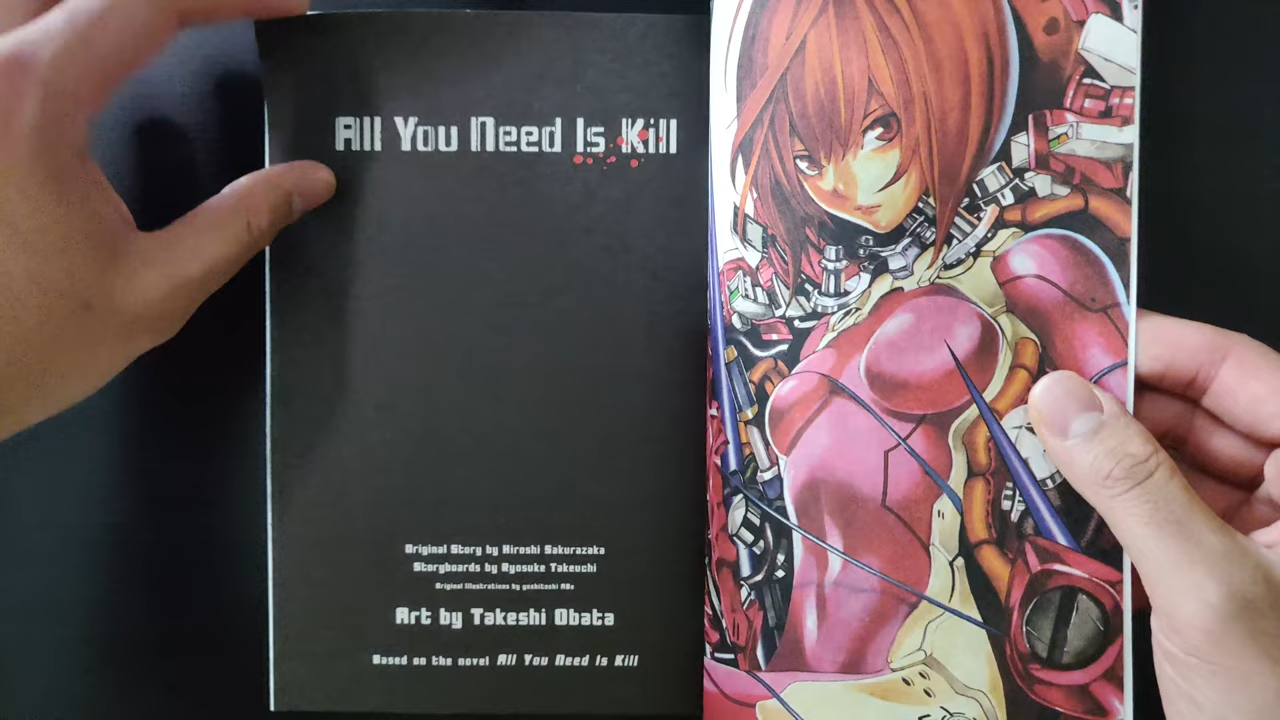 All You Need Is Kill
Original Story by Hiroshi Sakurazaka
Storyboards by Ryosuke Takeuchi
Original Illustrations by yoshitoshi ABe
Art by Takeshi Obata
Based on the novel All You Need Is Kill